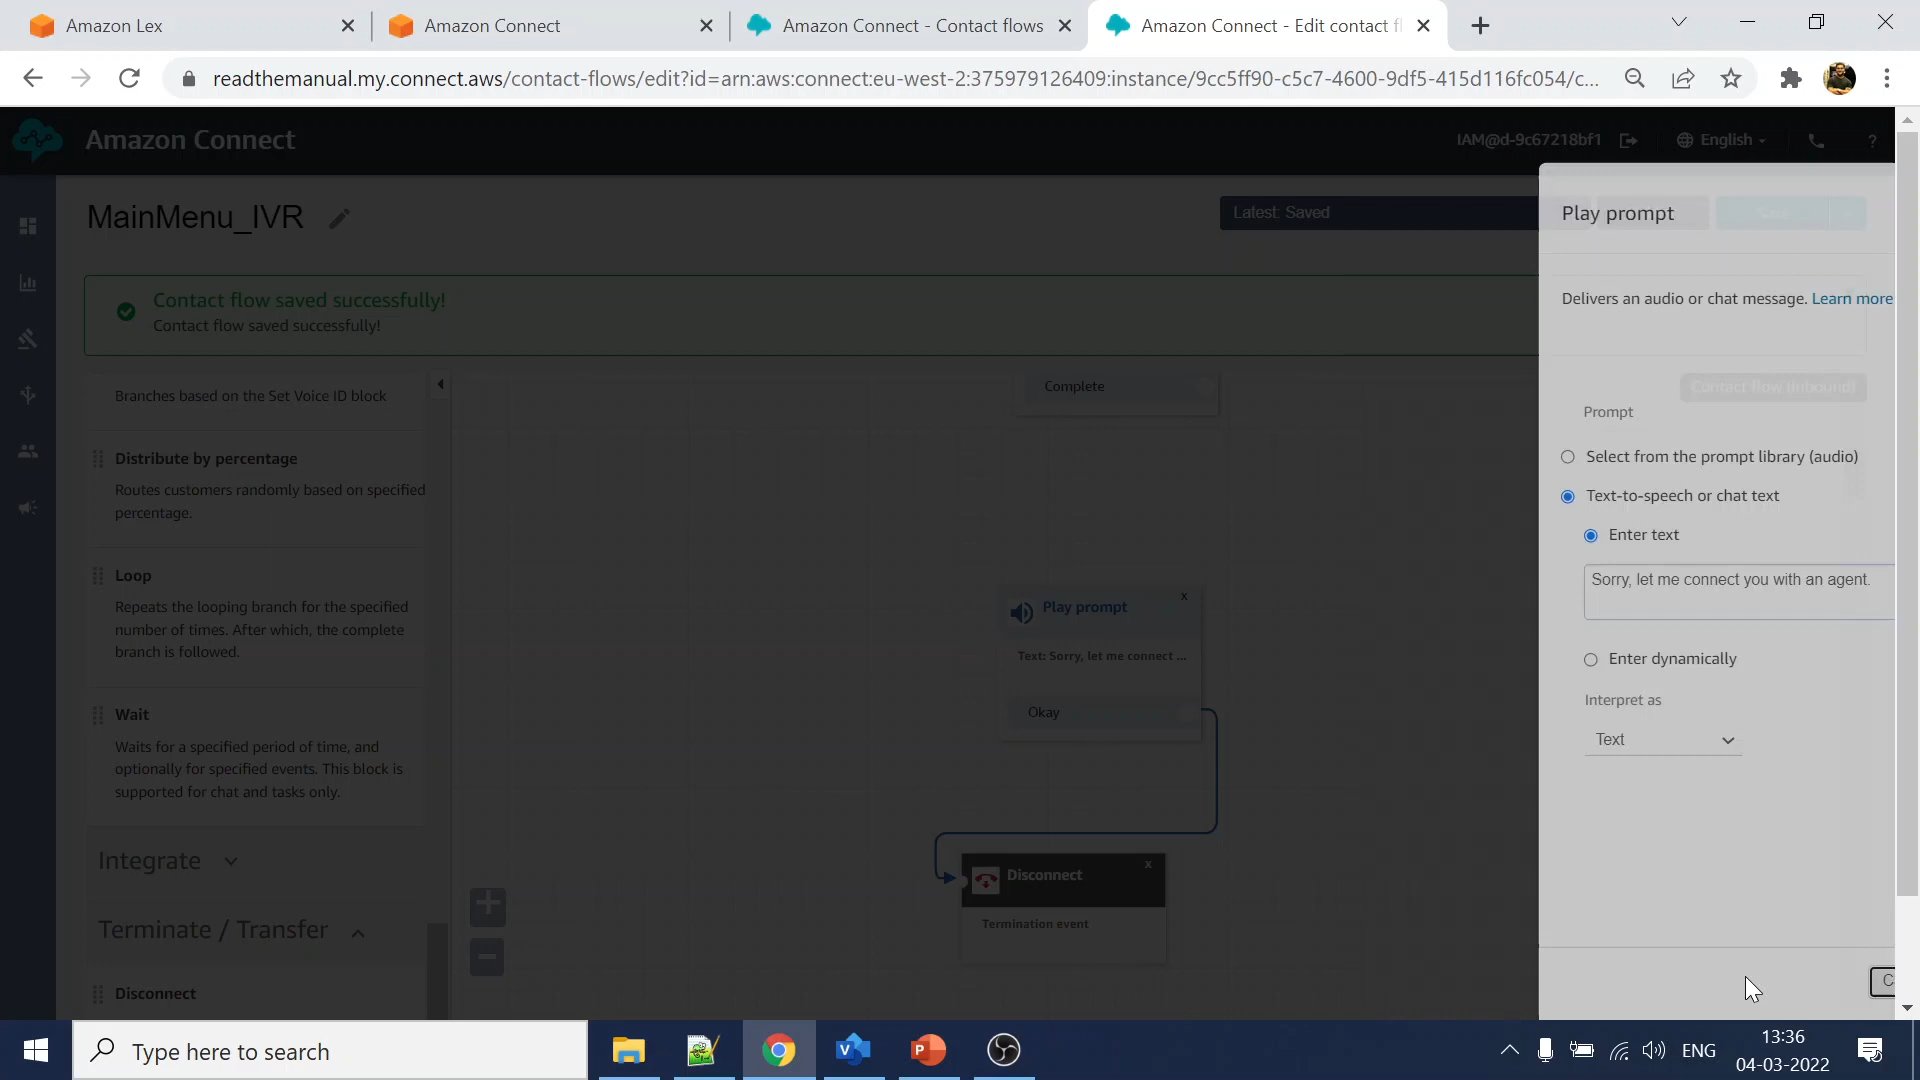 Amazon Lex
Amazon Connect
Amazon Connect - Contact flows
Amazon Connect - Edit contact fl
readthemanual.my.connect.aws/contact-flows/edit?id=arn:aws:connect:eu-west-2:375979126409:instance/9cc5ff90-c5c7-4600-9df5-415d116fc054/c...
Amazon Connect
IAM@d-9c67218bf1
English
?
MainMenu_IVR
Latest: Saved
Save
Contact flow saved successfully!
Contact flow saved successfully!
Play prompt
Delivers an audio or chat message. Learn more
Contact flow (inbound)
Prompt
Select from the prompt library (audio)
Text-to-speech or chat text
Enter text
Sorry, let me connect you with an agent.
Enter dynamically
Interpret as
Text
C
Branches based on the Set Voice ID block
Distribute by percentage
Routes customers randomly based on specified
percentage.
Loop
Repeats the looping branch for the specified
number of times. After which, the complete
branch is followed.
Wait
Waits for a specified period of time, and
optionally for specified events. This block is
supported for chat and tasks only.
Integrate
Terminate / Transfer
Disconnect
Complete
Play prompt
x
Text: Sorry, let me connect ...
Okay
Disconnect
x
Termination event
Type here to search
ENG
13:36
04-03-2022